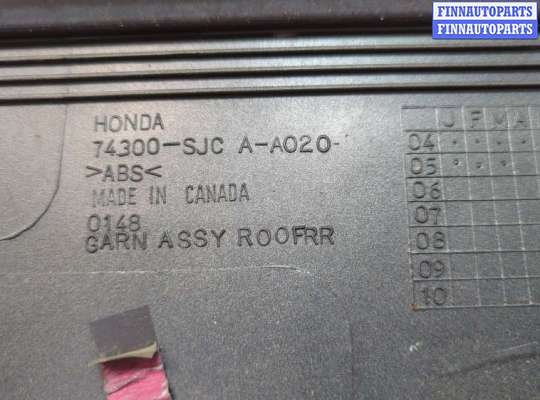 FINNAUTOPARTS
FINNAUTOPARTS
HONDA
74300-SJC A-A020-
>ABS<
MADE IN CANADA
0148
GARN ASSY ROOFRR
J F M A
04
05
06
07
08
09
10